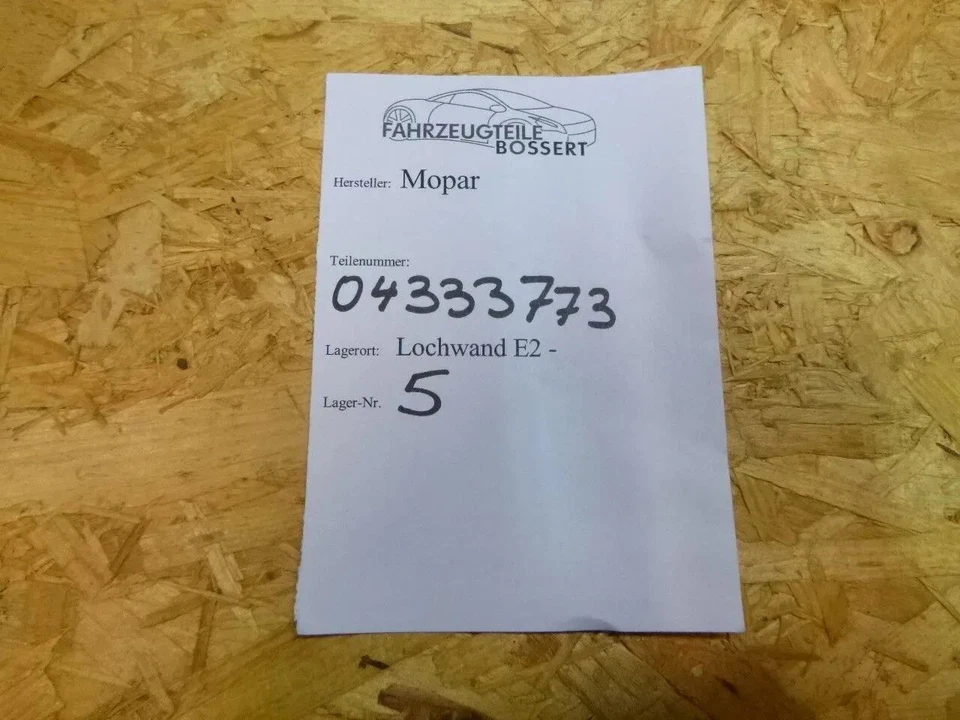 FAHRZEUGTEILE
BOSSERT
Hersteller: Mopar
Teilenummer:
04333773
Lagerort: Lochwand E2 -
Lager-Nr. 5